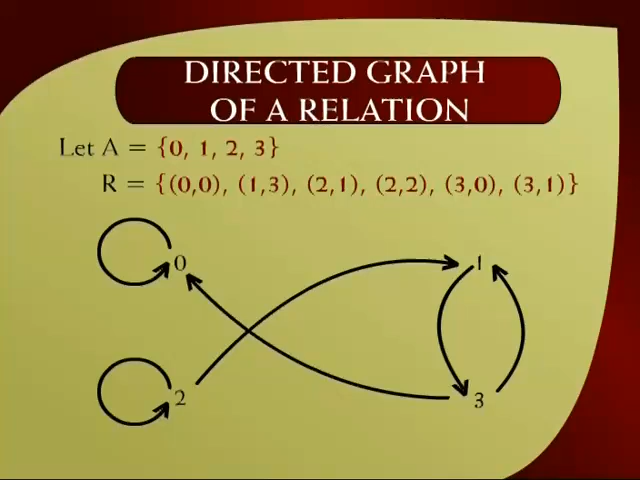 DIRECTED GRAPH
OF A RELATION
Let A = {0, 1, 2, 3}
R = {(0,0), (1,3), (2,1), (2,2), (3,0), (3,1)}
0
1
2
3